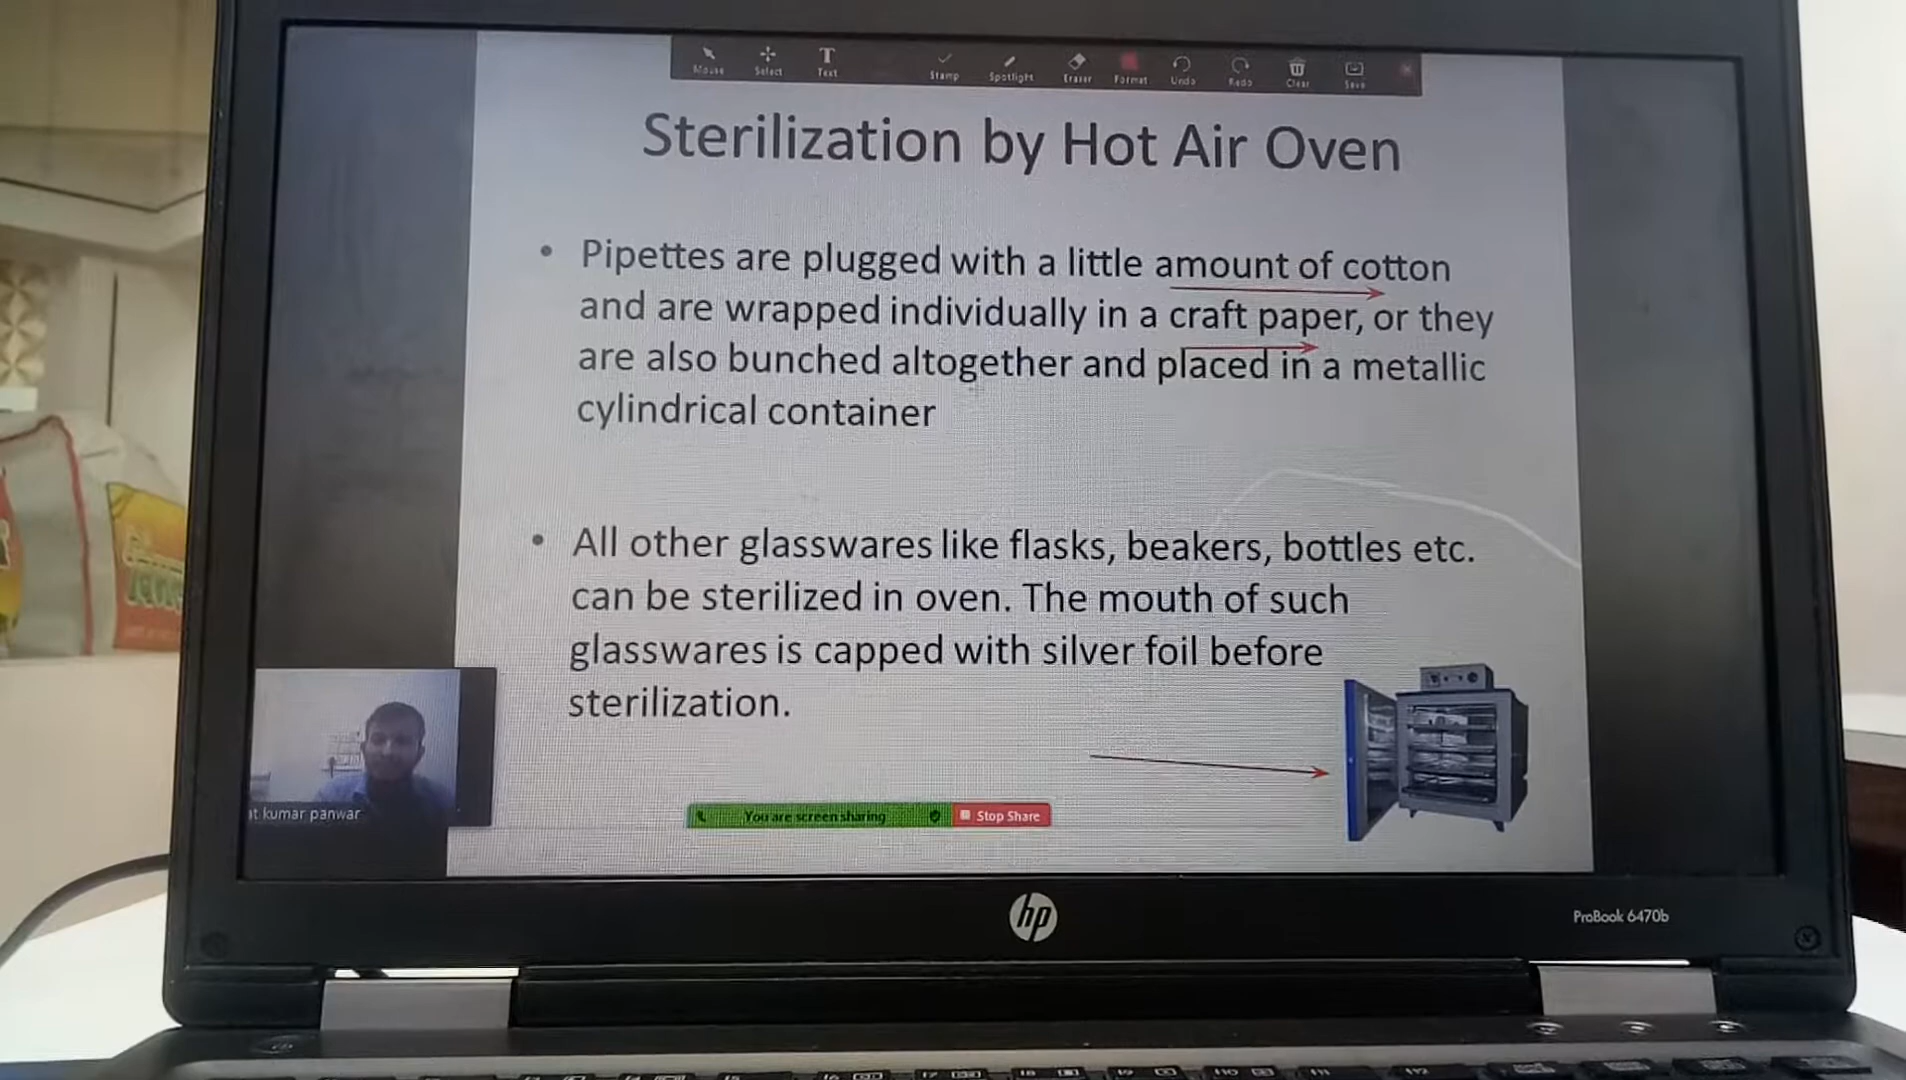 Mouse Select Text Stamp Spotlight Eraser Format Undo Redo Clear Save
Sterilization by Hot Air Oven
• Pipettes are plugged with a little amount of cotton
and are wrapped individually in a craft paper, or they
are also bunched altogether and placed in a metallic
cylindrical container
• All other glasswares like flasks, beakers, bottles etc.
can be sterilized in oven. The mouth of such
glasswares is capped with silver foil before
sterilization.
t kumar panwar
You are screen sharing Stop Share
hp
ProBook 6470b